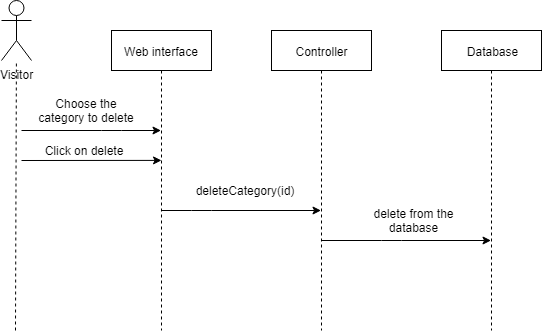 Visitor
Web interface
Controller
Database
Choose the
category to delete
Click on delete
deleteCategory(id)
delete from the
database